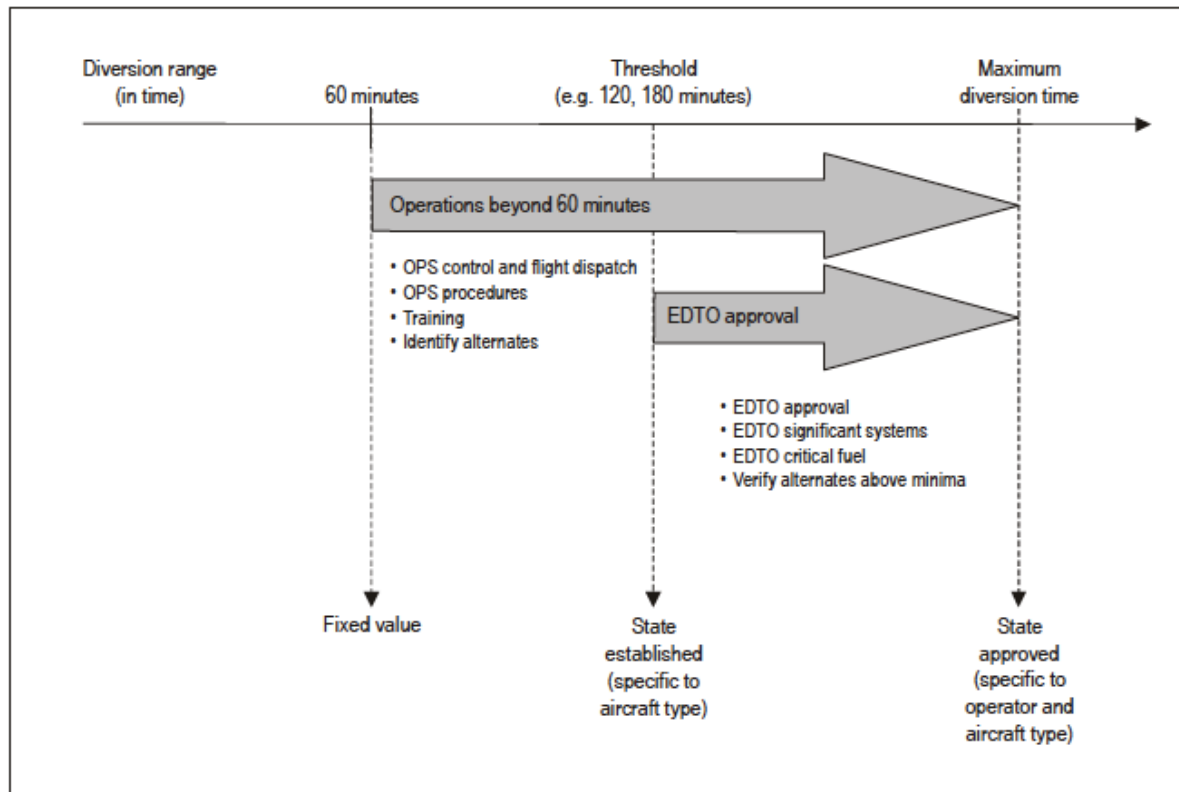 Diversion range
(in time)
60 minutes
Threshold
(e.g. 120, 180 minutes)
Maximum
diversion time
Operations beyond 60 minutes
• OPS control and flight dispatch
• OPS procedures
• Training
• Identify alternates
EDTO approval
• EDTO approval
• EDTO significant systems
• EDTO critical fuel
• Verify alternates above minima
Fixed value
State
established
(specific to
aircraft type)
State
approved
(specific to
operator and
aircraft type)